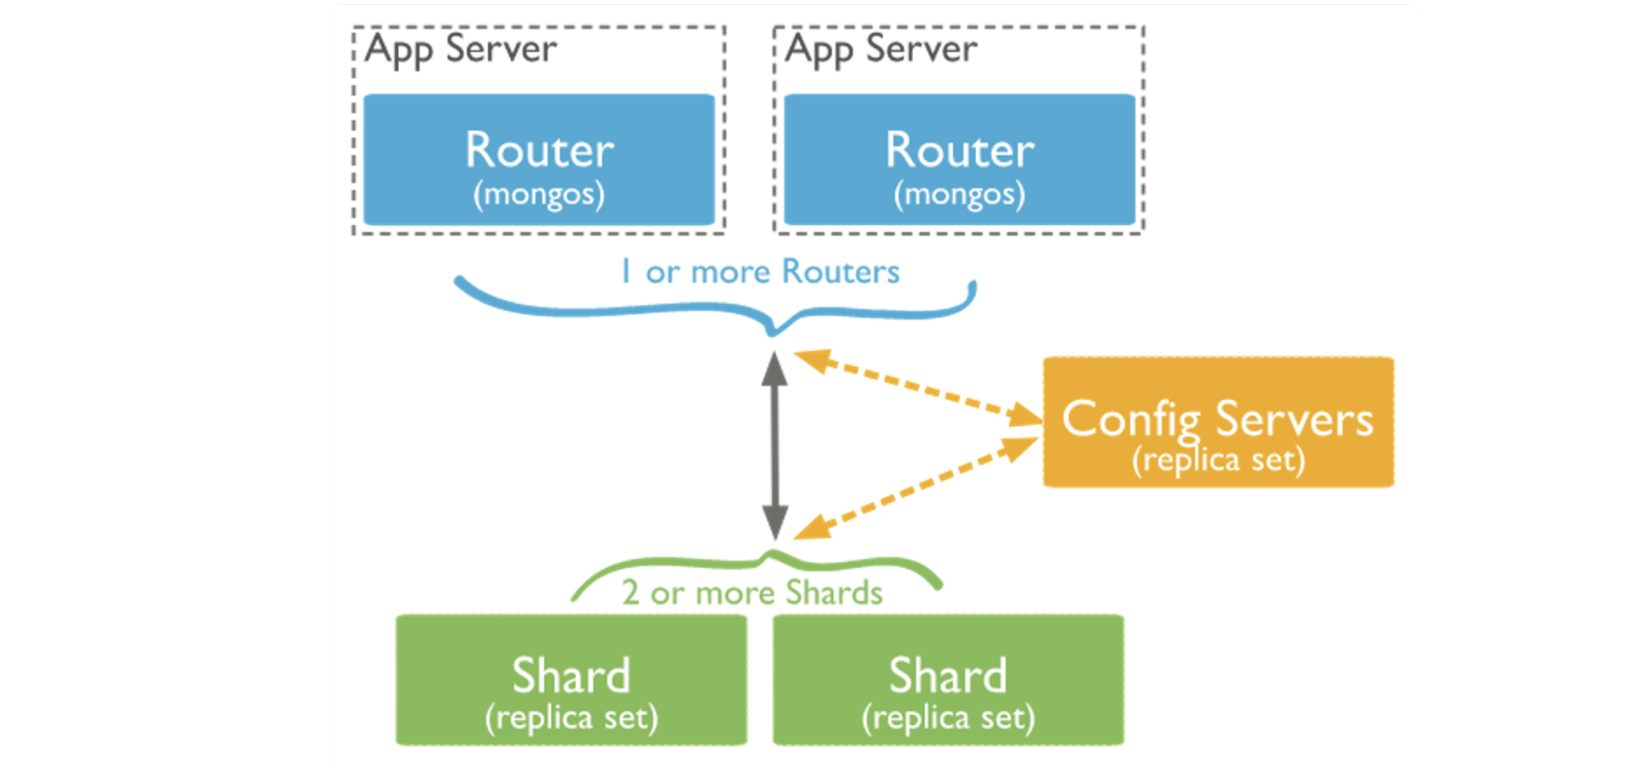 App Server
Router
(mongos)
App Server
Router
(mongos)
1 or more Routers
Config Servers
(replica set)
2 or more Shards
Shard
(replica set)
Shard
(replica set)